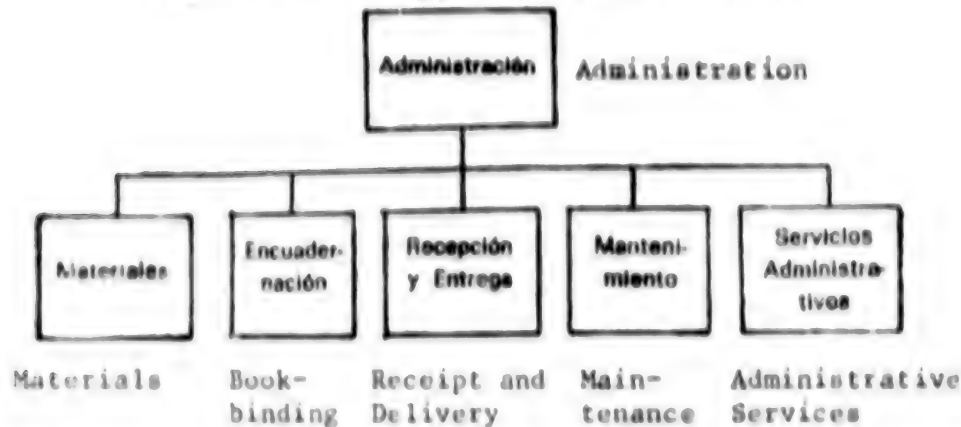 Administración Administration
Materiales
Encuader-
nación
Recepción
y Entrega
Manteni-
miento
Servicios
Administra-
tivos
Materials
Book-
binding
Receipt and
Delivery
Main-
tenance
Administrative
Services